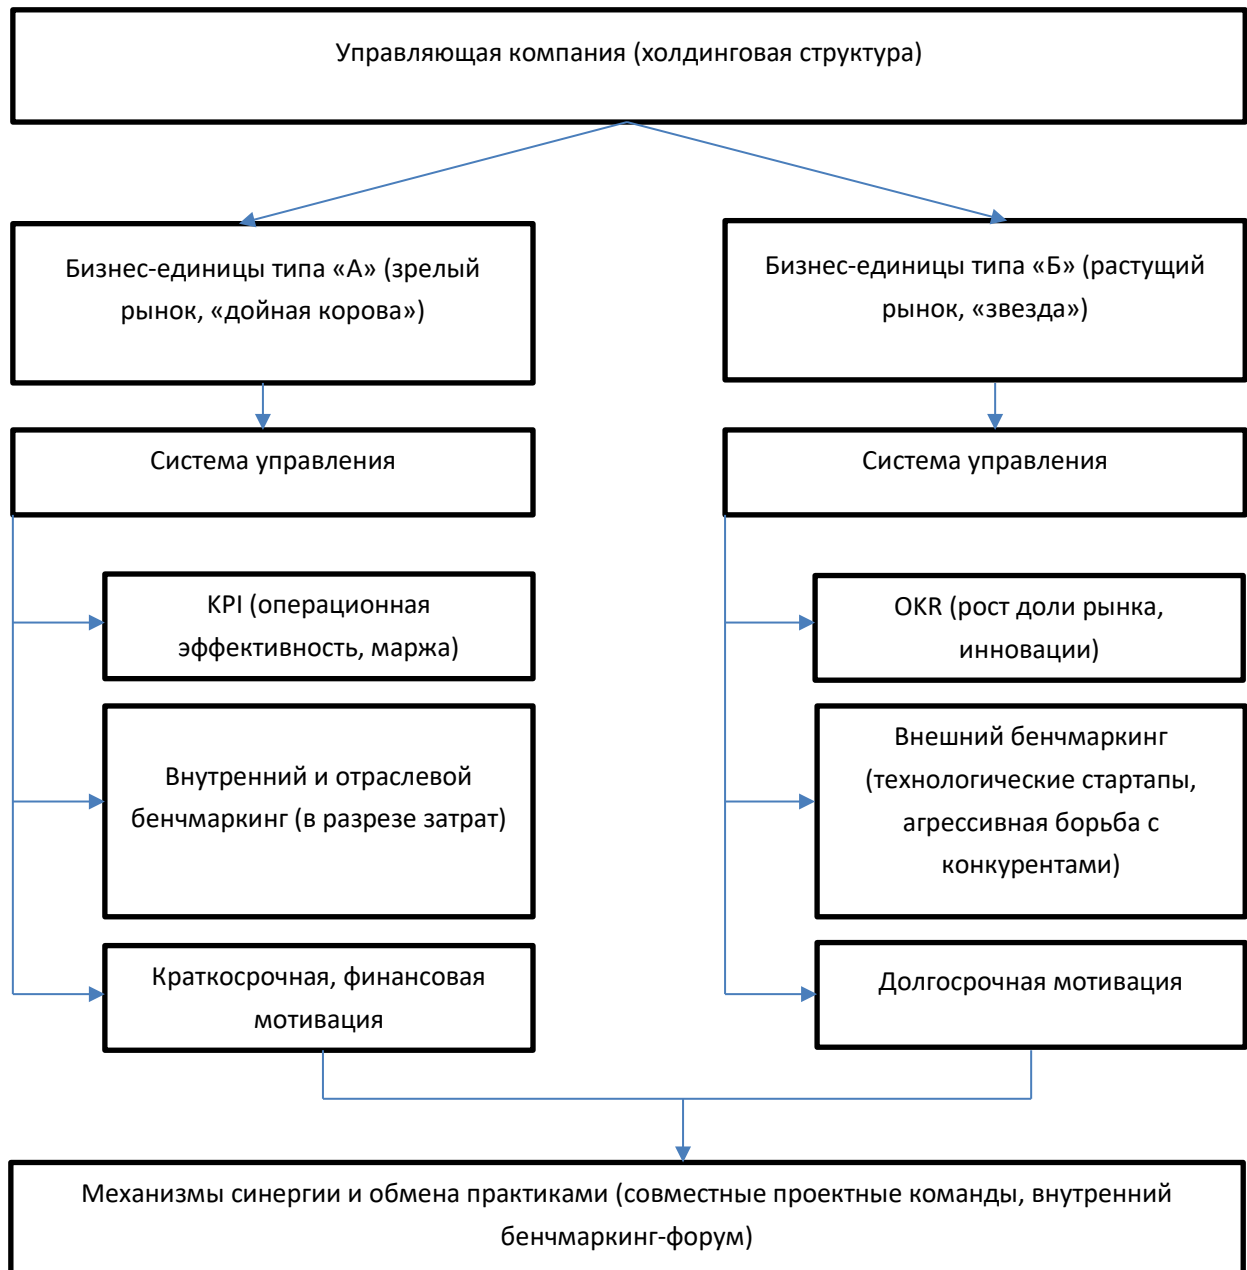 Управляющая компания (холдинговая структура)
Бизнес-единицы типа «А» (зрелый
рынок, «дойная корова»)
Бизнес-единицы типа «Б» (растущий
рынок, «звезда»)
Система управления
Система управления
KPI (операционная
эффективность, маржа)
OKR (рост доли рынка,
инновации)
Внутренний и отраслевой
бенчмаркинг (в разрезе затрат)
Внешний бенчмаркинг
(технологические стартапы,
агрессивная борьба с
конкурентами)
Краткосрочная, финансовая
мотивация
Долгосрочная мотивация
Механизмы синергии и обмена практиками (совместные проектные команды, внутренний
бенчмаркинг-форум)